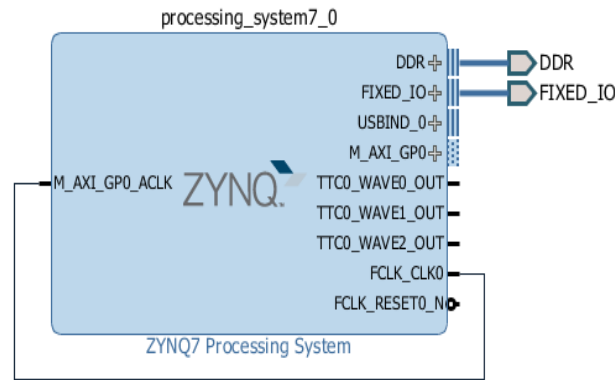 processing_system7_0
DDR
FIXED_IO
USBIND_0
M_AXI_GP0
M_AXI_GP0_ACLK
ZYNQ
TTC0_WAVE0_OUT
TTC0_WAVE1_OUT
TTC0_WAVE2_OUT
FCLK_CLK0
FCLK_RESET0_N
ZYNQ7 Processing System
DDR
FIXED_IO